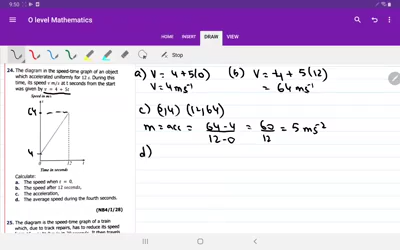 9:50
O level Mathematics
HOME INSERT DRAW VIEW
Stop
24. The diagram in the speed-time graph of an object
which accelerated uniformly for 12 s. During this
time, its speed v m/s at t seconds from the start
was given by v = 4 + 5t
Speed in m/s
64
4
12
Time in seconds
Calculate:
a. The speed when t = 0.
b. The speed after 12 seconds,
c. The acceleration,
d. The average speed during the fourth seconds.
(N84/1/28)
25. The diagram is the speed-time graph of a train
which, due to track repairs, has to reduce speed
a) V = 4+5(0)
V = 4 ms⁻¹
(b) V = 4 + 5(12)
= 64 ms⁻¹
c) (0,4) (12,64)
m = acc = 64-4/12-0 = 60/12 = 5 ms⁻²
d)